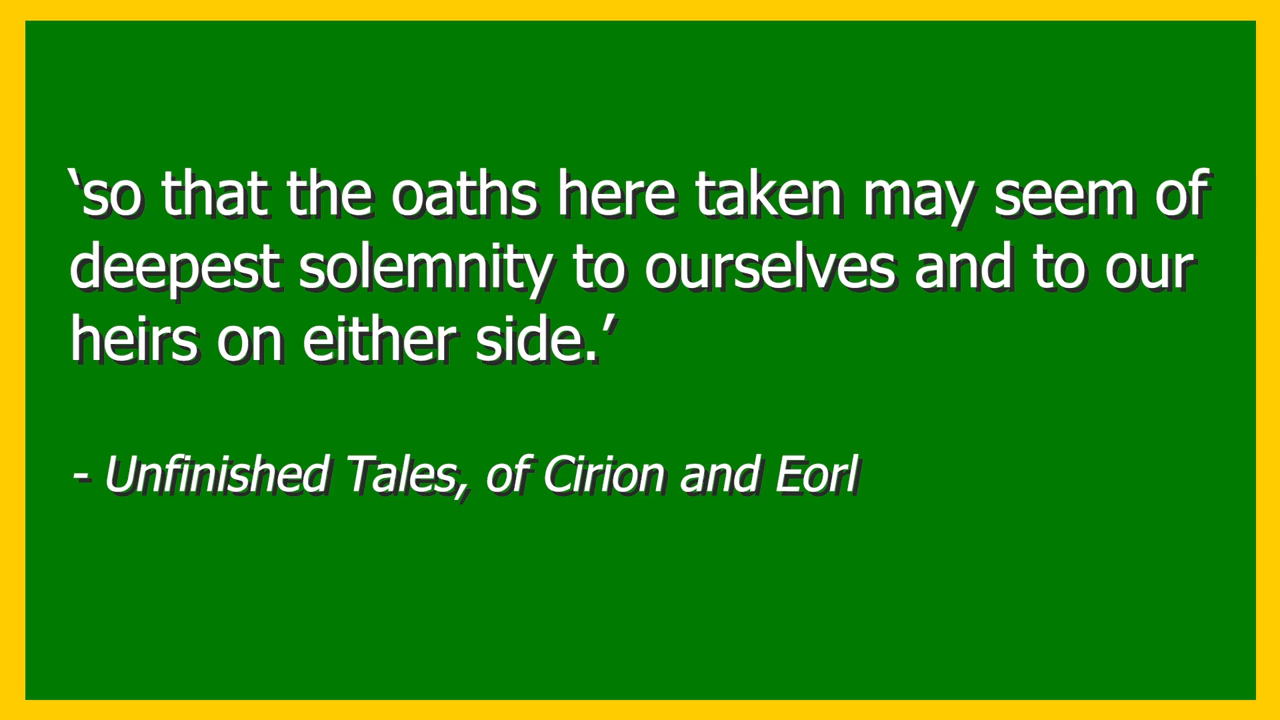 ‘so that the oaths here taken may seem of
deepest solemnity to ourselves and to our
heirs on either side.’
- Unfinished Tales, of Cirion and Eorl